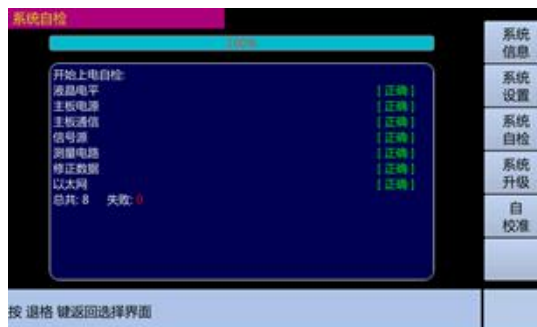 系统自检
100%
开始上电自检:
液晶电平 [ 正确 ]
主板电源 [ 正确 ]
主板通信 [ 正确 ]
信号源 [ 正确 ]
测量电路 [ 正确 ]
修正数据 [ 正确 ]
以太网 [ 正确 ]
总共: 8 失败: 0
系统
信息
系统
设置
系统
自检
系统
升级
自
校准
按 退格 键返回选择界面